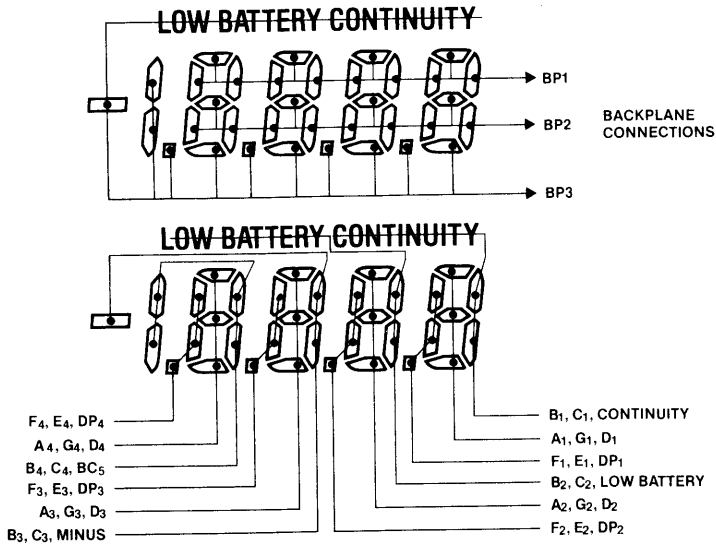 LOW BATTERY CONTINUITY
BP1
BP2
BACKPLANE
CONNECTIONS
BP3
LOW BATTERY CONTINUITY
F4, E4, DP4
A4, G4, D4
B4, C4, BC5
F3, E3, DP3
A3, G3, D3
B3, C3, MINUS
B1, C1, CONTINUITY
A1, G1, D1
F1, E1, DP1
B2, C2, LOW BATTERY
A2, G2, D2
F2, E2, DP2